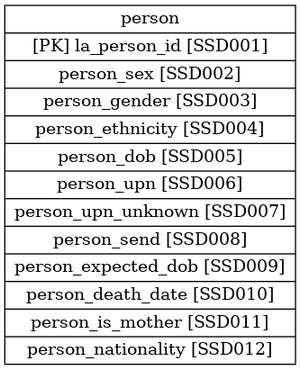 person
[PK] la_person_id [SSD001]
person_sex [SSD002]
person_gender [SSD003]
person_ethnicity [SSD004]
person_dob [SSD005]
person_upn [SSD006]
person_upn_unknown [SSD007]
person_send [SSD008]
person_expected_dob [SSD009]
person_death_date [SSD010]
person_is_mother [SSD011]
person_nationality [SSD012]